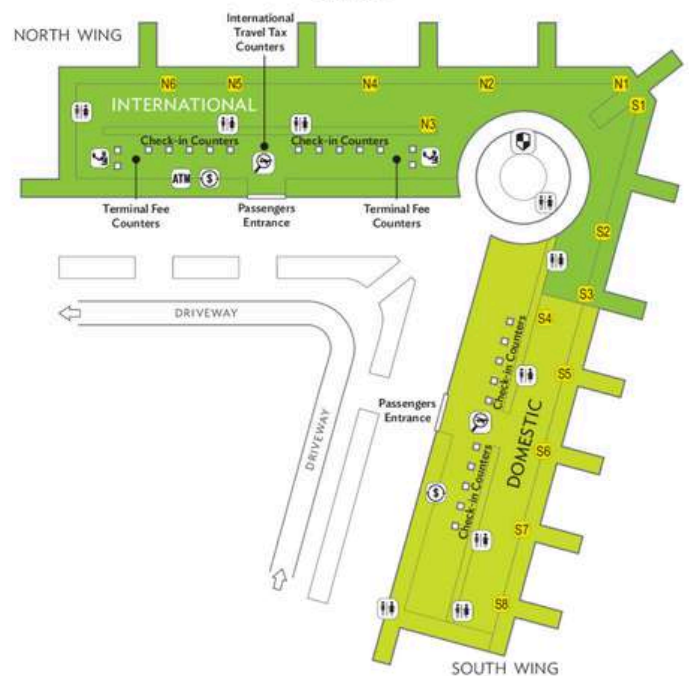 International
Travel Tax
Counters
NORTH WING
N6
N5
N4
N2
N1
S1
INTERNATIONAL
N3
Check-in Counters
Check-in Counters
ATM
$
Terminal Fee
Counters
Passengers
Entrance
Terminal Fee
Counters
S2
S3
S4
DRIVEWAY
Check-in Counters
S5
Passengers
Entrance
DOMESTIC
DRIVEWAY
S6
Check-in Counters
$
S7
S8
SOUTH WING